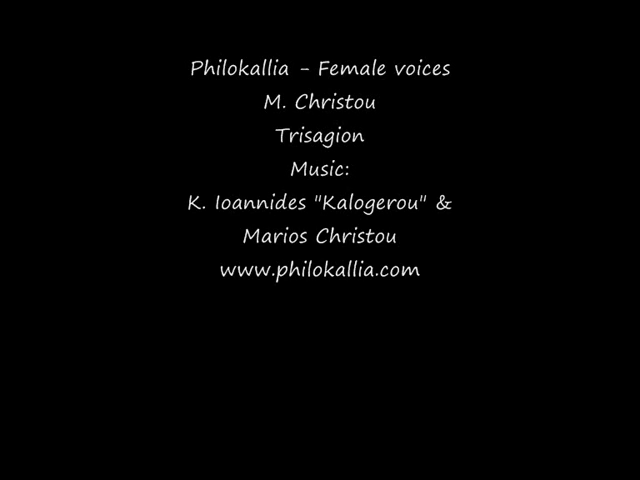 Philokallia - Female voices
M. Christou
Trisagion
Music:
K. Ioannides "Kalogerou" &
Marios Christou
www.philokallia.com